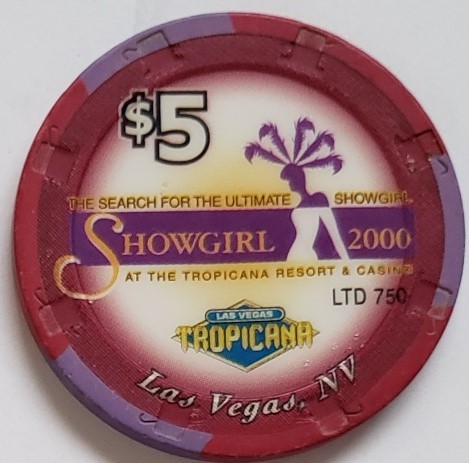 $5
THE SEARCH FOR THE ULTIMATE SHOWGIRL
SHOWGIRL 2000
AT THE TROPICANA RESORT & CASINO
LTD 750
LAS VEGAS
TROPICANA
Las Vegas, NV